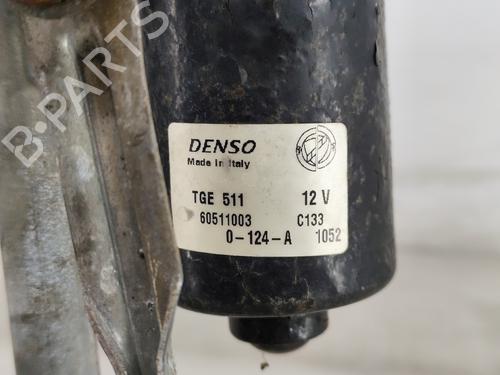 B-PARTS
DENSO
Made in Italy
TGE 511 12 V
60511003 C133
0-124-A 1052